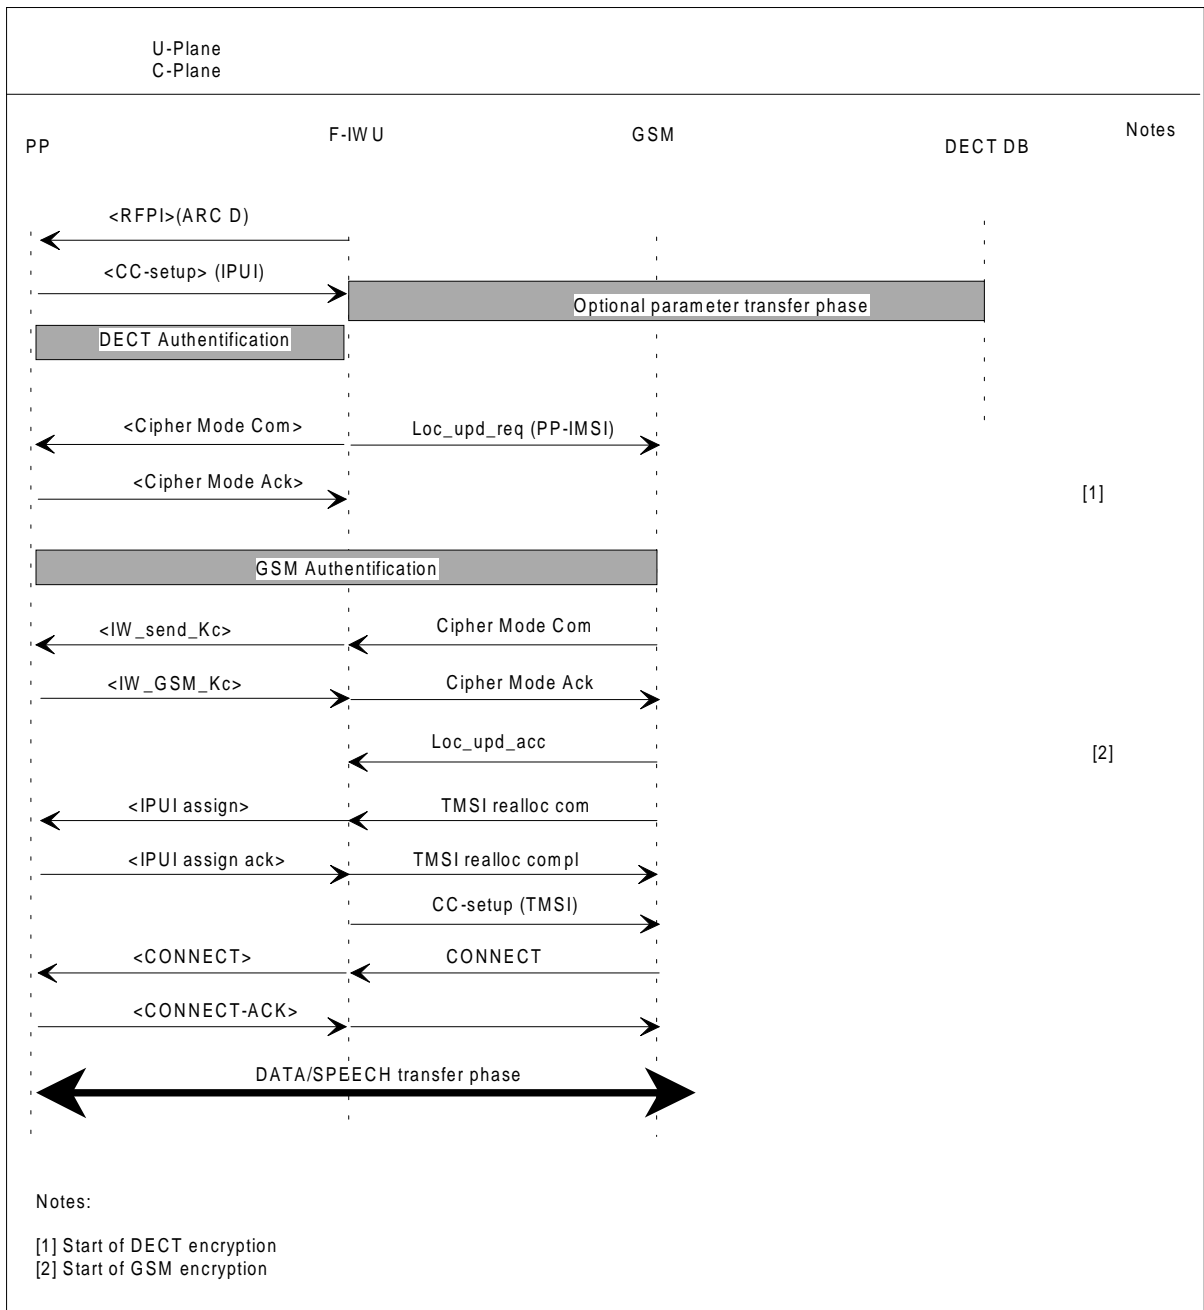 U-Plane
C-Plane
PP
F-IWU
GSM
DECT DB
Notes
<RFPI>(ARC D)
<CC-setup> (IPUI)
Optional parameter transfer phase
DECT Authentification
<Cipher Mode Com>
Loc_upd_req (PP-IMSI)
<Cipher Mode Ack>
[1]
GSM Authentification
<IW_send_Kc>
Cipher Mode Com
<IW_GSM_Kc>
Cipher Mode Ack
Loc_upd_acc
[2]
<IPUI assign>
TMSI realloc com
<IPUI assign ack>
TMSI realloc compl
CC-setup (TMSI)
<CONNECT>
CONNECT
<CONNECT-ACK>
DATA/SPEECH transfer phase
Notes:
[1] Start of DECT encryption
[2] Start of GSM encryption